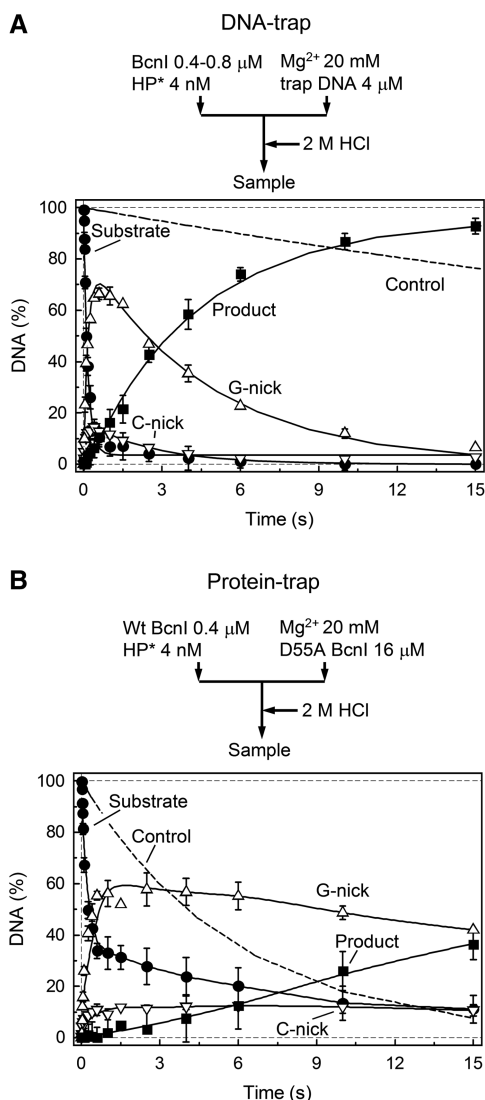 A
DNA-trap
BcnI 0.4-0.8 μM
HP* 4 nM
Mg²⁺ 20 mM
trap DNA 4 μM
2 M HCl
Sample
100
80
60
40
20
0
DNA (%)
Substrate
Product
Control
G-nick
C-nick
0 3 6 9 12 15
Time (s)
B
Protein-trap
Wt BcnI 0.4 μM
HP* 4 nM
Mg²⁺ 20 mM
D55A BcnI 16 μM
2 M HCl
Sample
100
80
60
40
20
0
DNA (%)
Substrate
Control
G-nick
Product
C-nick
0 3 6 9 12 15
Time (s)